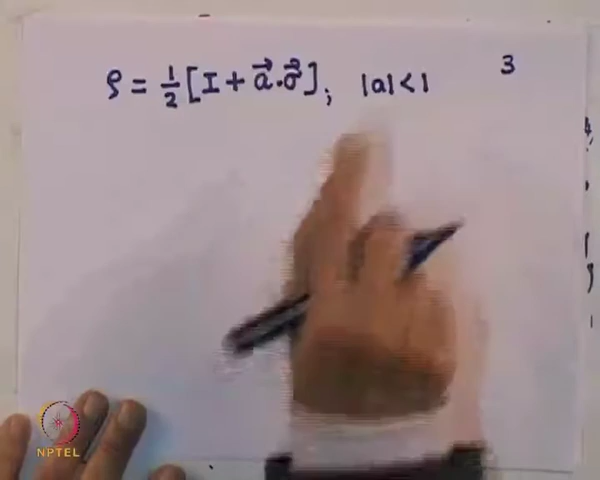 3
ρ = 1/2 [I + a⃗.σ⃗]; |a|<1
NPTEL